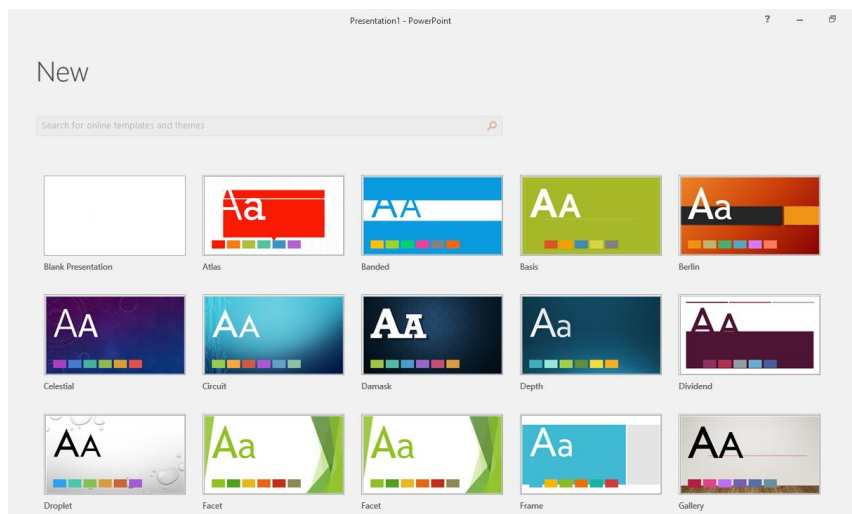 Presentation1 - PowerPoint
?
New
Search for online templates and themes
Aa
AA
AA
Aa
Blank Presentation
Atlas
Banded
Basis
Berlin
AA
AA
AA
Aa
AA
Celestial
Circuit
Damask
Depth
Dividend
AA
Aa
Aa
Aa
AA
Droplet
Facet
Facet
Frame
Gallery